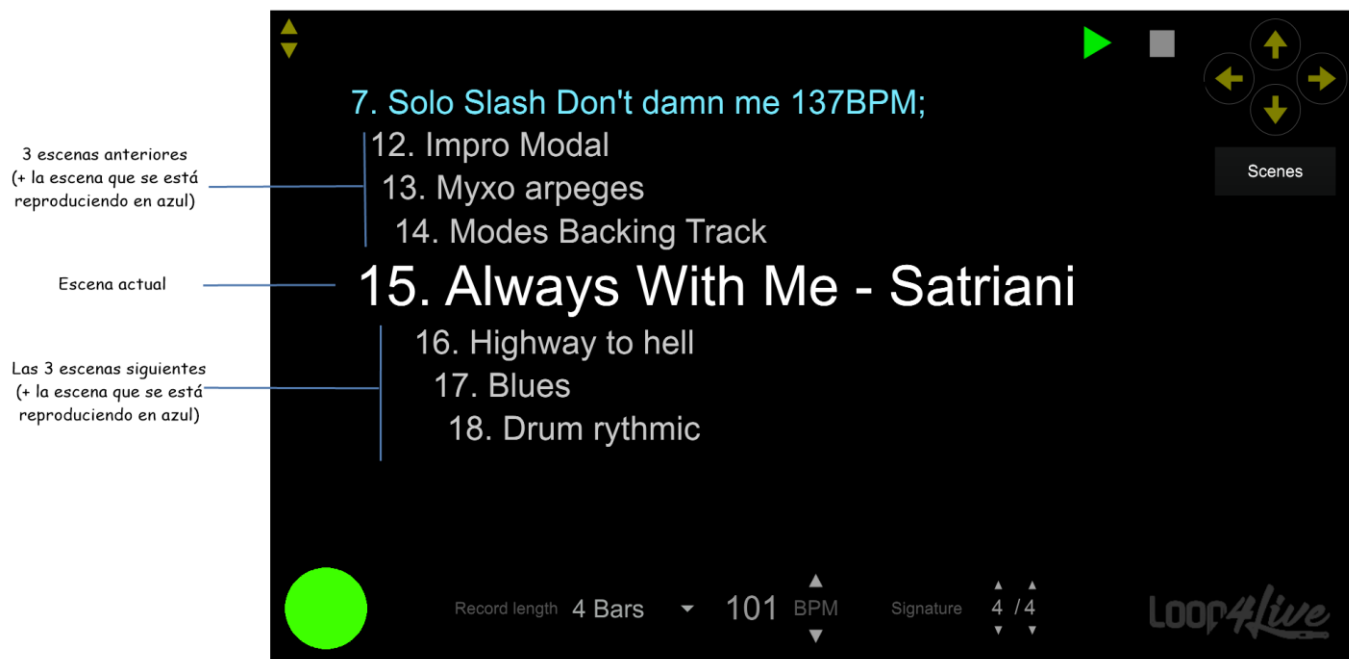 7. Solo Slash Don't damn me 137BPM;
12. Impro Modal
13. Myxo arpeges
14. Modes Backing Track
15. Always With Me - Satriani
16. Highway to hell
17. Blues
18. Drum rythmic
3 escenas anteriores
(+ la escena que se está
reproduciendo en azul)
Escena actual
Las 3 escenas siguientes
(+ la escena que se está
reproduciendo en azul)
Scenes
Record length 4 Bars 101 BPM Signature 4 / 4
Loop4Live